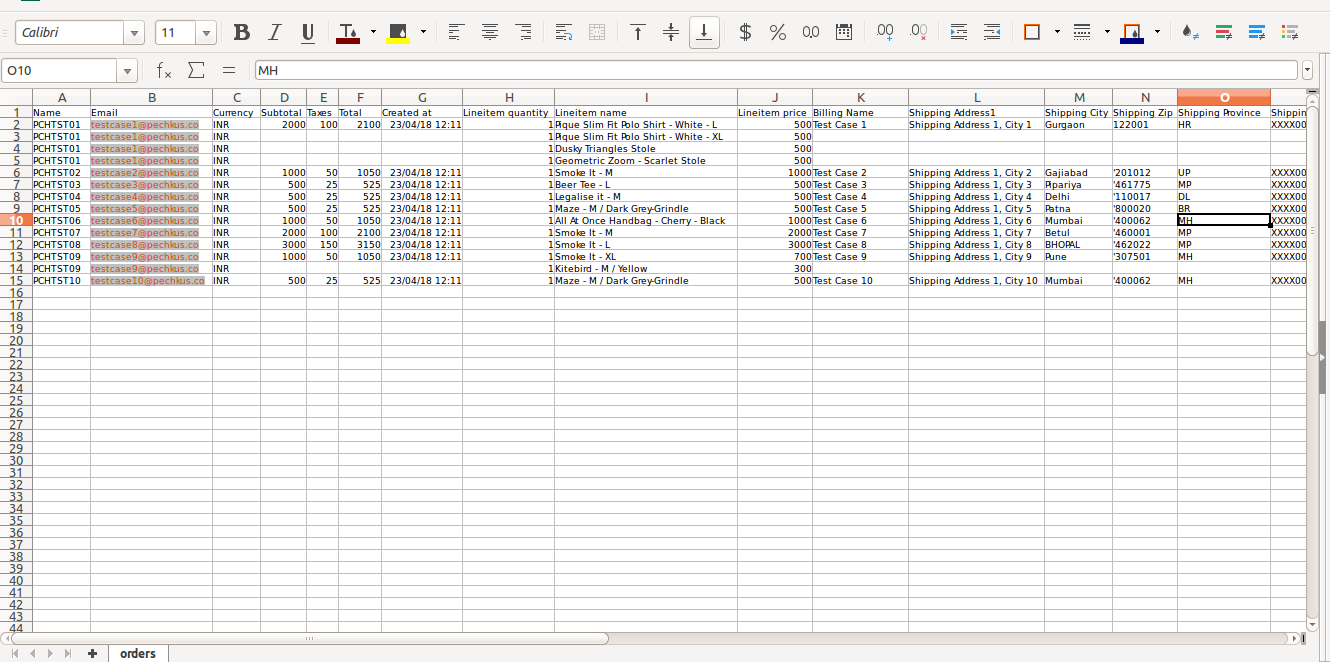 Calibri 11 B I U T $ % 0,0 .00 .00
O10 fx Σ = MH
A B C D E F G H I J K L M N O
1 Name Email Currency Subtotal Taxes Total Created at Lineitem quantity Lineitem name Lineitem price Billing Name Shipping Address1 Shipping City Shipping Zip Shipping Province Shippin
2 PCHTST01 testcase1@pechkus.co INR 2000 100 2100 23/04/18 12:11 1 Pique Slim Fit Polo Shirt - White - L 500 Test Case 1 Shipping Address 1, City 1 Gurgaon 122001 HR XXXX00
3 PCHTST01 testcase1@pechkus.co INR 1 Pique Slim Fit Polo Shirt - White - XL 500
4 PCHTST01 testcase1@pechkus.co INR 1 Dusky Triangles Stole 500
5 PCHTST01 testcase1@pechkus.co INR 1 Geometric Zoom - Scarlet Stole 500
6 PCHTST02 testcase2@pechkus.co INR 1000 50 1050 23/04/18 12:11 1 Smoke It - M 1000 Test Case 2 Shipping Address 1, City 2 Gajiabad '201012 UP XXXX00
7 PCHTST03 testcase3@pechkus.co INR 500 25 525 23/04/18 12:11 1 Beer Tee - L 500 Test Case 3 Shipping Address 1, City 3 Pipariya '461775 MP XXXX00
8 PCHTST04 testcase4@pechkus.co INR 500 25 525 23/04/18 12:11 1 Legalise it - M 500 Test Case 4 Shipping Address 1, City 4 Delhi '110017 DL XXXX00
9 PCHTST05 testcase5@pechkus.co INR 500 25 525 23/04/18 12:11 1 Maze - M / Dark Grey-Grindle 500 Test Case 5 Shipping Address 1, City 5 Patna '800020 BR XXXX00
10 PCHTST06 testcase6@pechkus.co INR 1000 50 1050 23/04/18 12:11 1 All At Once Handbag - Cherry - Black 1000 Test Case 6 Shipping Address 1, City 6 Mumbai '400062 MH XXXX00
11 PCHTST07 testcase7@pechkus.co INR 2000 100 2100 23/04/18 12:11 1 Smoke It - M 2000 Test Case 7 Shipping Address 1, City 7 Betul '460001 MP XXXX00
12 PCHTST08 testcase8@pechkus.co INR 3000 150 3150 23/04/18 12:11 1 Smoke It - L 3000 Test Case 8 Shipping Address 1, City 8 BHOPAL '462022 MP XXXX00
13 PCHTST09 testcase9@pechkus.co INR 1000 50 1050 23/04/18 12:11 1 Smoke It - XL 700 Test Case 9 Shipping Address 1, City 9 Pune '307501 MH XXXX00
14 PCHTST09 testcase9@pechkus.co INR 1 Kitebird - M / Yellow 300
15 PCHTST10 testcase10@pechkus.co INR 500 25 525 23/04/18 12:11 1 Maze - M / Dark Grey-Grindle 500 Test Case 10 Shipping Address 1, City 10 Mumbai '400062 MH XXXX00
16
17
18
19
20
21
22
23
24
25
26
27
28
29
30
31
32
33
34
35
36
37
38
39
40
41
42
43
44
orders